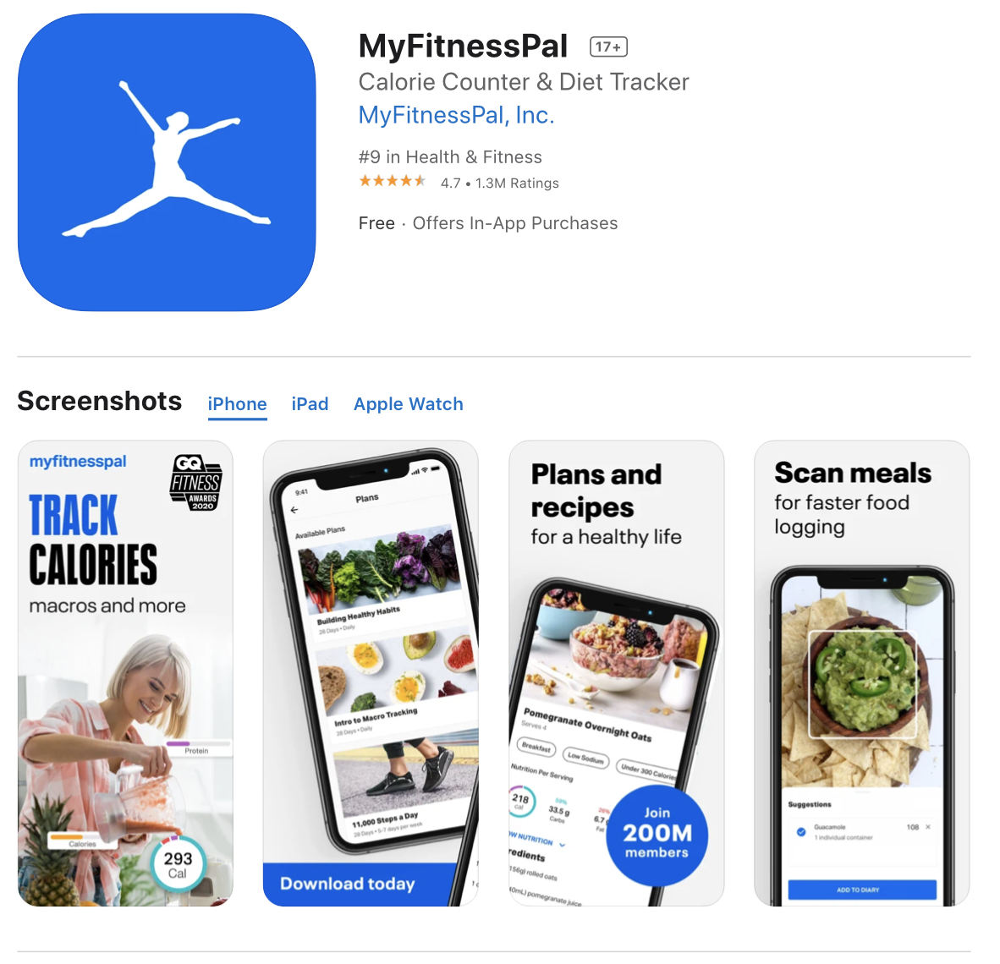 MyFitnessPal 17+
Calorie Counter & Diet Tracker
MyFitnessPal, Inc.
#9 in Health & Fitness
4.7 • 1.3M Ratings
Free · Offers In-App Purchases
Screenshots iPhone iPad Apple Watch
myfitnesspal
GQ
FITNESS
AWARDS
2020
TRACK
CALORIES
macros and more
Protein
Calories
293
Cal
9:41
Plans
Available Plans
Building Healthy Habits
28 Days • Daily
Intro to Macro Tracking
28 Days • Daily
11,000 Steps a Day
28 Days • 5-7 days per week
Download today
Plans and
recipes
for a healthy life
Pomegranate Overnight Oats
Serves 4
Breakfast
Low Sodium
Under 300 Calories
Nutrition Per Serving
218
cal
59%
33.5 g
Carbs
26%
6.7
Fat
OW NUTRITION
redients
156g) rolled oats
40mL) pomegranate juice
Join
200M
members
Scan meals
for faster food
logging
Suggestions
Guacamole
1 individual container
108 ×
ADD TO DIARY